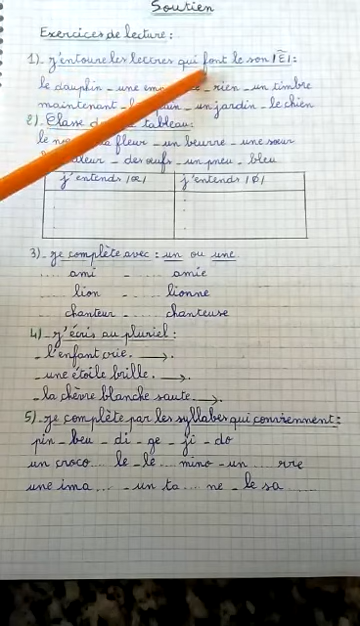 Soutien
Exercices de lecture :
1)- j'entoure les lettres qui font le son /Ẽ/:
le dauphin - une - rien - un timbre
maintenant - - un jardin - le chien
2)- Classe tableau:
le fleur - un beurre - une sœur
- des œufs - un pneu - bleu
j'entends /œ/ j'entends /ø/
3)- je complète avec : un ou une
.... ami - .... amie
.... lion - .... lionne
.... chanteur - .... chanteuse
4)- j'écris au pluriel :
- l'enfant crie. →.
- une étoile brille. →.
- la chèvre blanche saute →.
5)- je complète par les syllabes qui conviennent:
pin - beu - di - ge - ji - do
un croco .... le - le .... mino - un .... rre
une ima .... - un ta .... ne - le sa ....